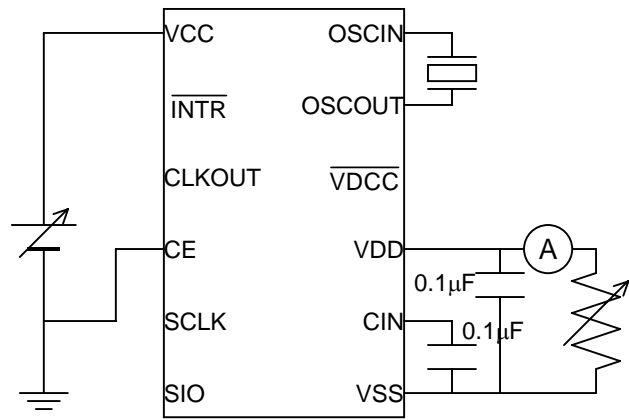 VCC OSCIN
INTR OSCOUT
CLKOUT VDCC
CE VDD A
0.1μF
SCLK CIN 0.1μF
SIO VSS